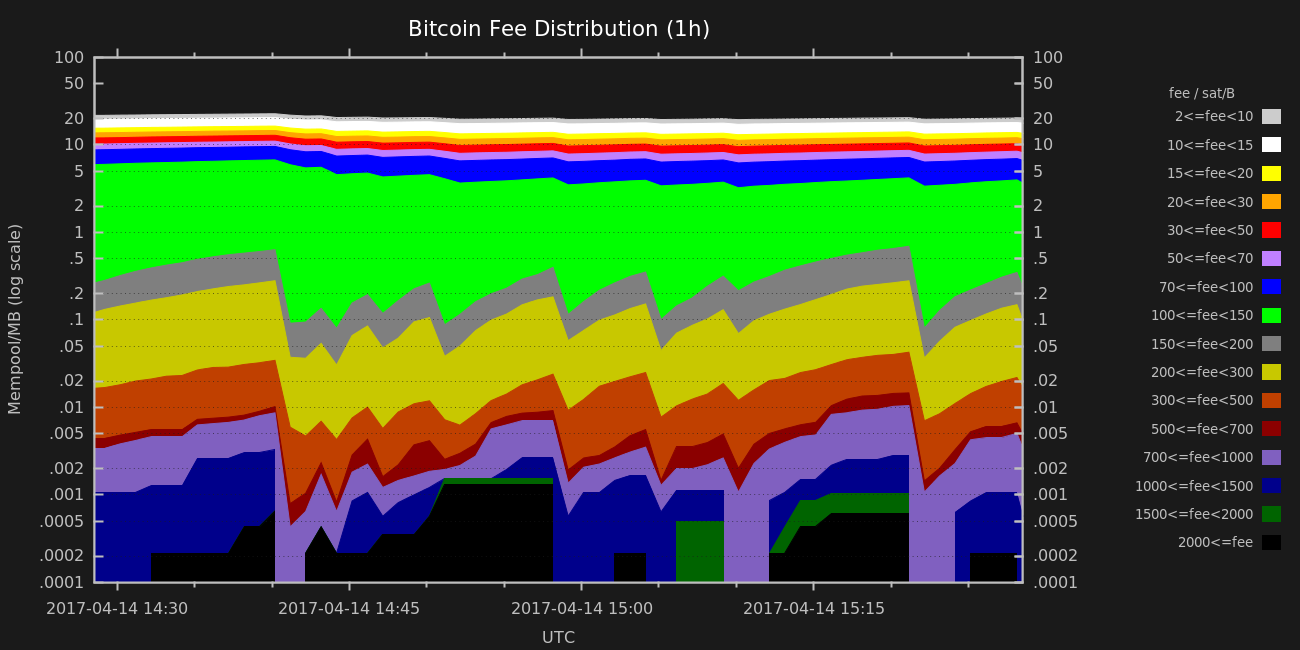 Bitcoin Fee Distribution (1h)
100 100
50 50
20 20
10 10
5 5
2 2
1 1
.5 .5
.2 .2
.1 .1
.05 .05
.02 .02
.01 .01
.005 .005
.002 .002
.001 .001
.0005 .0005
.0002 .0002
.0001 .0001
Mempool/MB (log scale)
2017-04-14 14:30 2017-04-14 14:45 2017-04-14 15:00 2017-04-14 15:15
UTC
fee / sat/B
2<=fee<10
10<=fee<15
15<=fee<20
20<=fee<30
30<=fee<50
50<=fee<70
70<=fee<100
100<=fee<150
150<=fee<200
200<=fee<300
300<=fee<500
500<=fee<700
700<=fee<1000
1000<=fee<1500
1500<=fee<2000
2000<=fee